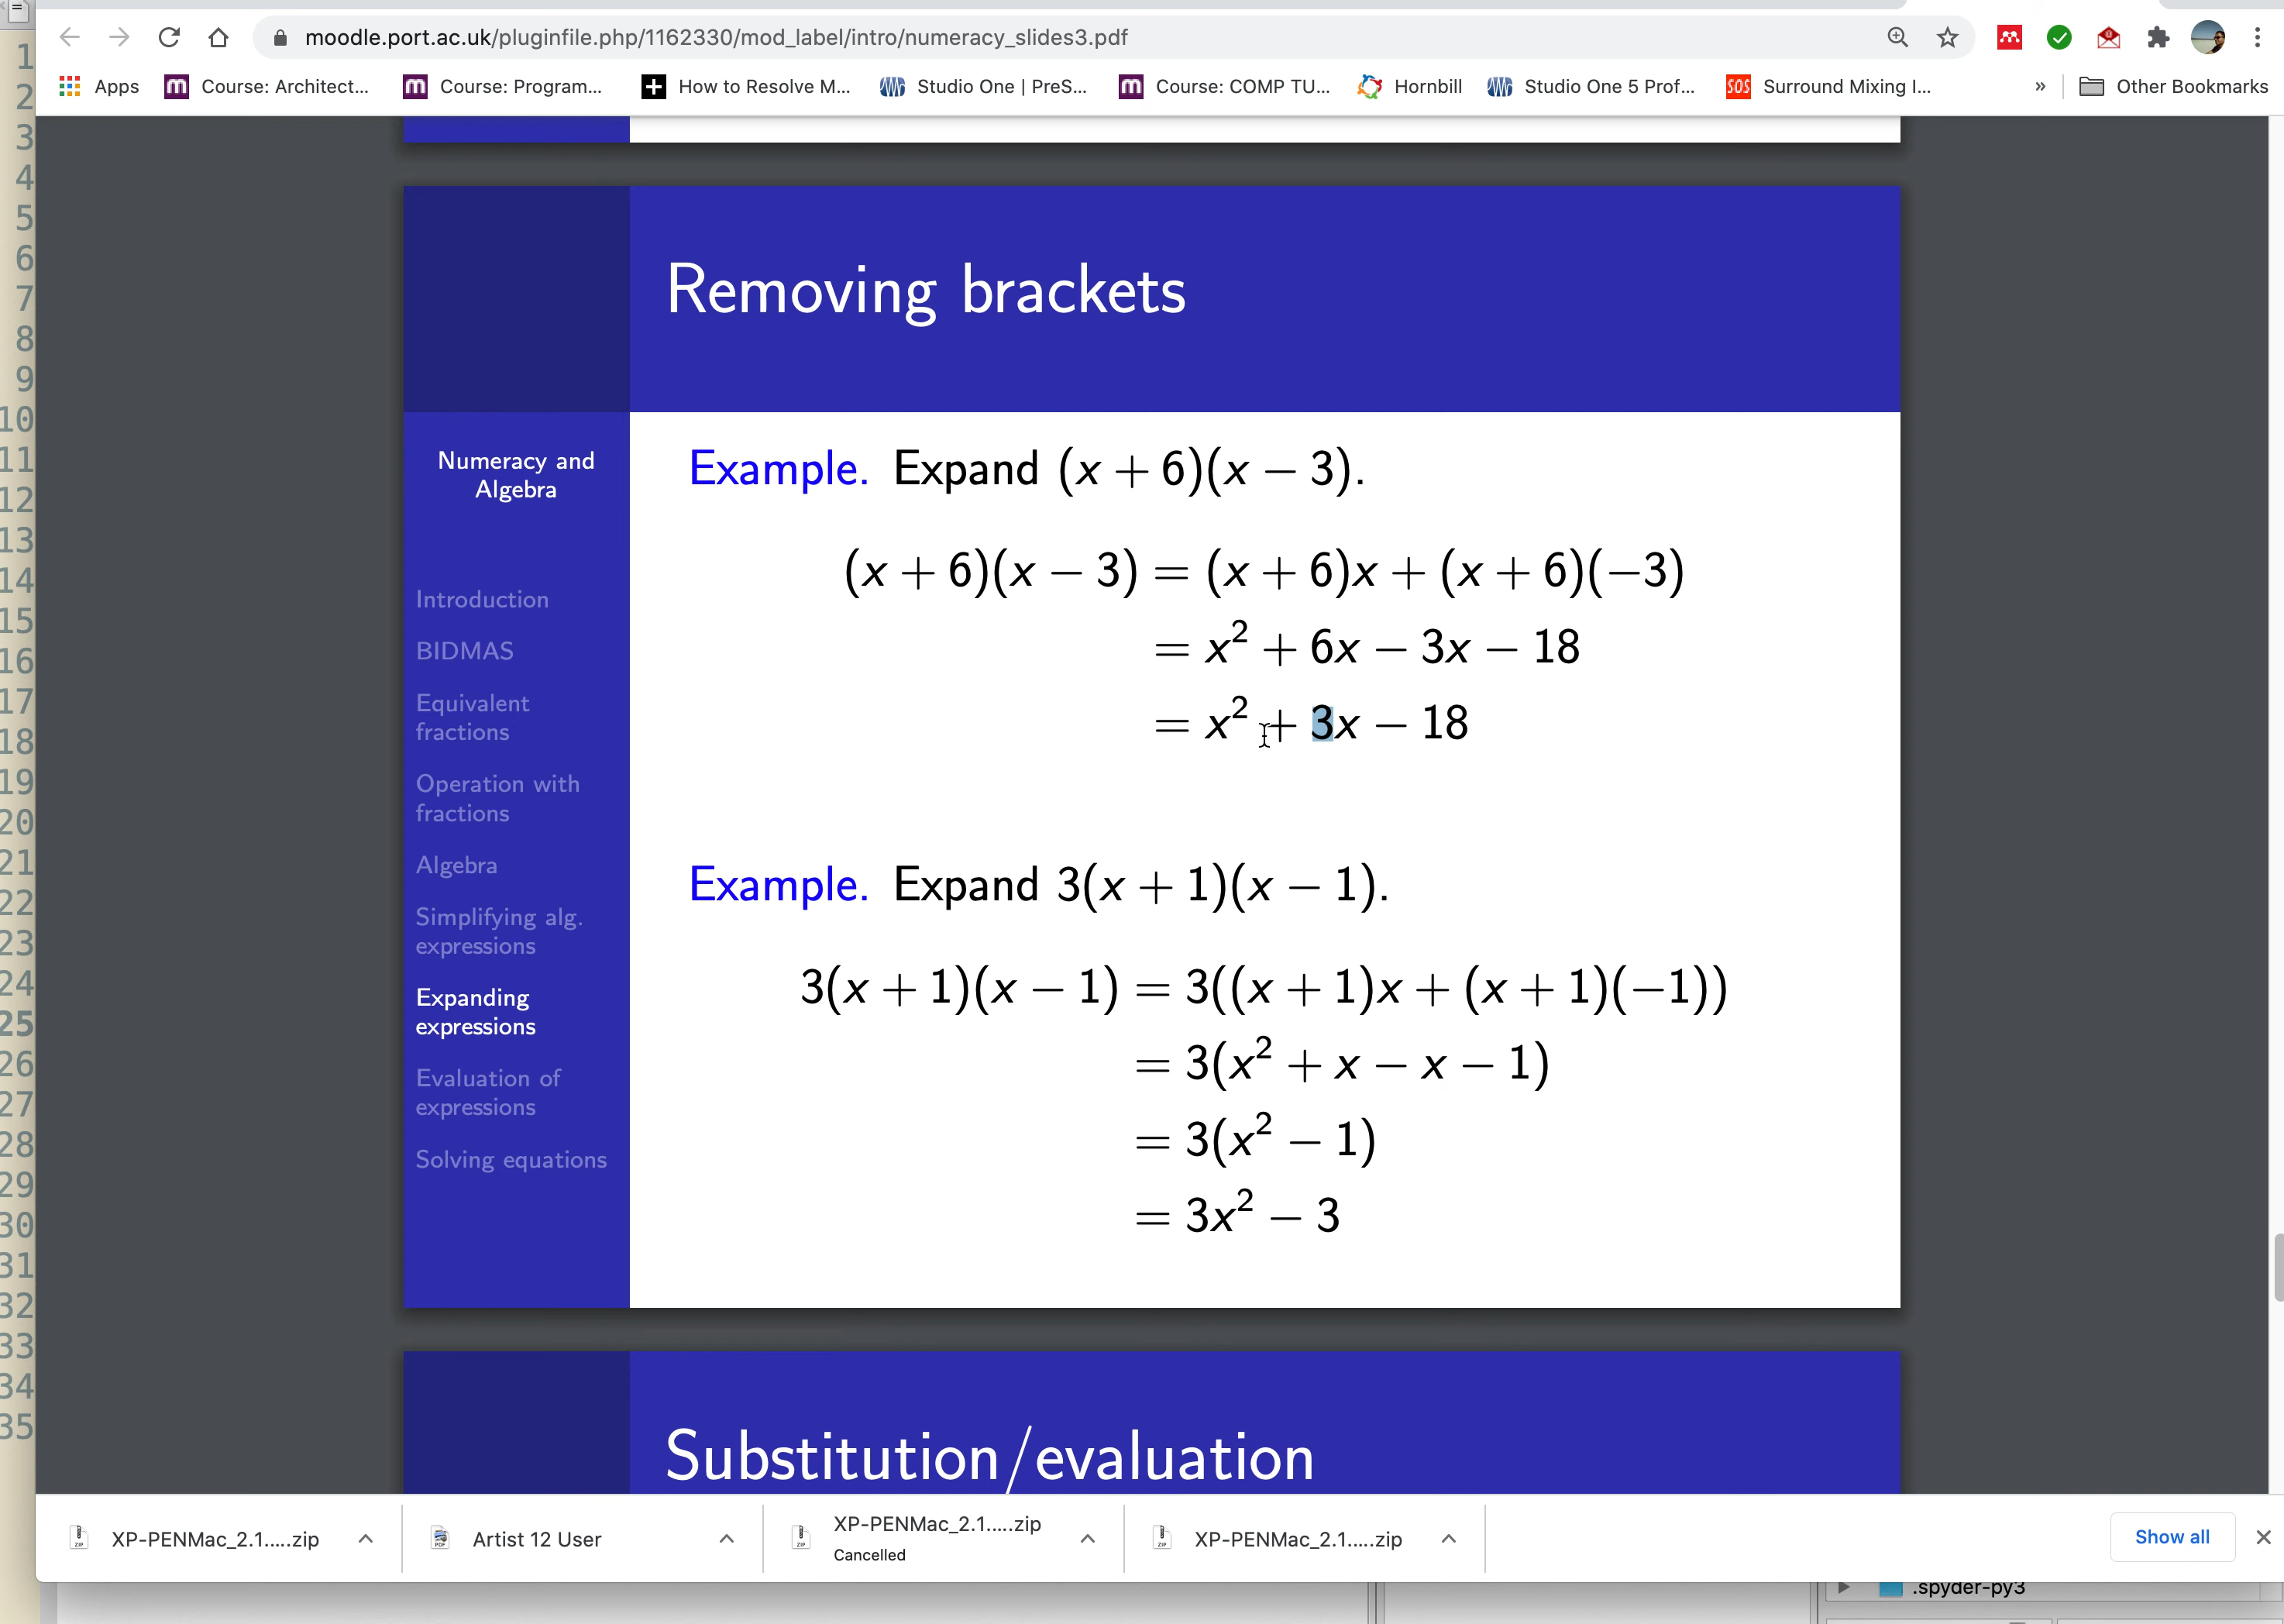 moodle.port.ac.uk/pluginfile.php/1162330/mod_label/intro/numeracy_slides3.pdf
Apps Course: Architect... Course: Program... How to Resolve M... Studio One | PreS... Course: COMP TU... Hornbill Studio One 5 Prof... SOS Surround Mixing I... » Other Bookmarks
1
2
3
4
5
6
7
8
9
10
11
12
13
14
15
16
17
18
19
20
21
22
23
24
25
26
27
28
29
30
31
32
33
34
35
Removing brackets
Numeracy and
Algebra
Introduction
BIDMAS
Equivalent
fractions
Operation with
fractions
Algebra
Simplifying alg.
expressions
Expanding
expressions
Evaluation of
expressions
Solving equations
Example. Expand (x + 6)(x − 3).
(x + 6)(x − 3) = (x + 6)x + (x + 6)(−3)
= x² + 6x − 3x − 18
= x² + 3x − 18
Example. Expand 3(x + 1)(x − 1).
3(x + 1)(x − 1) = 3((x + 1)x + (x + 1)(−1))
= 3(x² + x − x − 1)
= 3(x² − 1)
= 3x² − 3
Substitution/evaluation
XP-PENMac_2.1.....zip
Artist 12 User
XP-PENMac_2.1.....zip
Cancelled
XP-PENMac_2.1.....zip
Show all
.spyder-py3